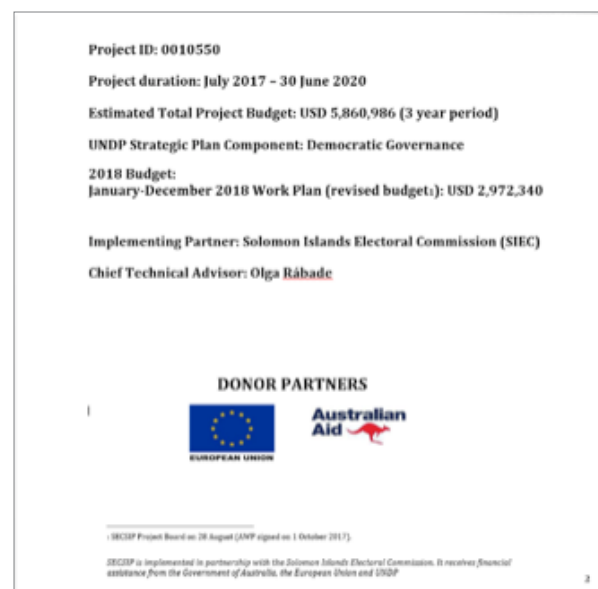 Project ID: 0010550
Project duration: July 2017 – 30 June 2020
Estimated Total Project Budget: USD 5,860,986 (3 year period)
UNDP Strategic Plan Component: Democratic Governance
2018 Budget:
January-December 2018 Work Plan (revised budget1): USD 2,972,340
Implementing Partner: Solomon Islands Electoral Commission (SIEC)
Chief Technical Advisor: Olga Rábade
DONOR PARTNERS
Australian
Aid
EUROPEAN UNION
1 SECSIP Project Board on 28 August (AWP signed on 1 October 2017).
SECSIP is implemented in partnership with the Solomon Islands Electoral Commission. It receives financial
assistance from the Government of Australia, the European Union and UNDP